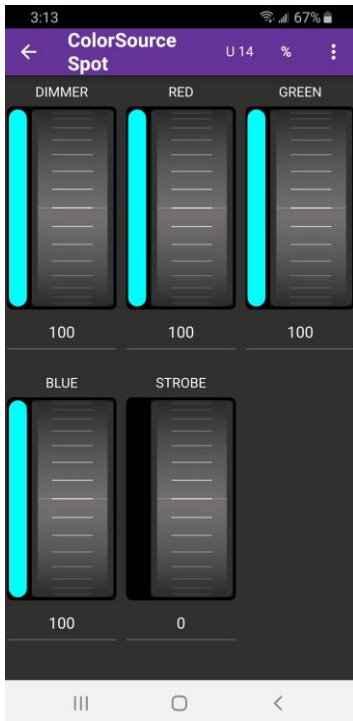 3:13 67%
ColorSource
Spot
U 14 %
DIMMER RED GREEN
100 100 100
BLUE STROBE
100 0